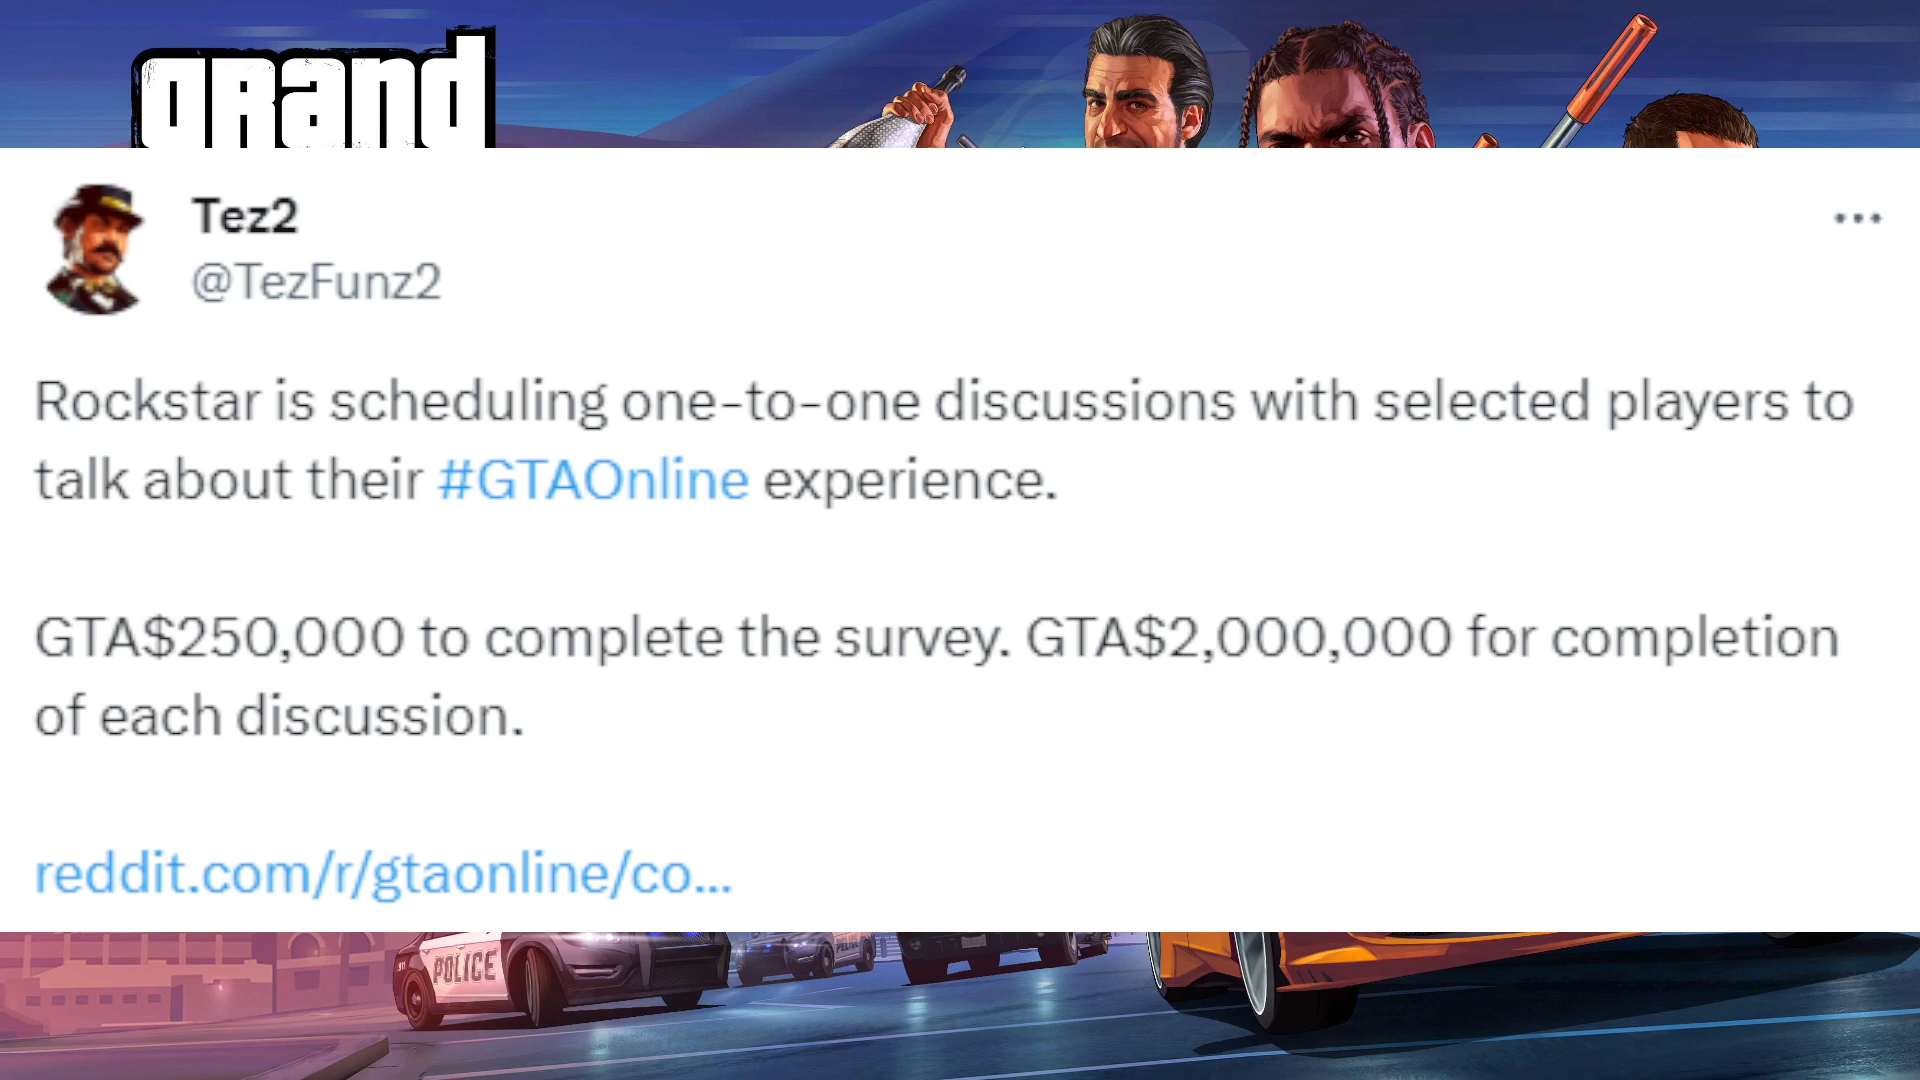 GRand
Tez2
@TezFunz2
Rockstar is scheduling one-to-one discussions with selected players to
talk about their #GTAOnline experience.
GTA$250,000 to complete the survey. GTA$2,000,000 for completion
of each discussion.
reddit.com/r/gtaonline/co...
POLICE
POLICE